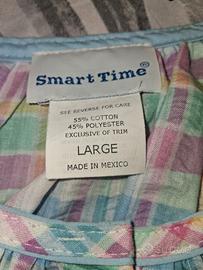 Smart Time®
SEE REVERSE FOR CARE
55% COTTON
45% POLYESTER
EXCLUSIVE OF TRIM
LARGE
MADE IN MEXICO